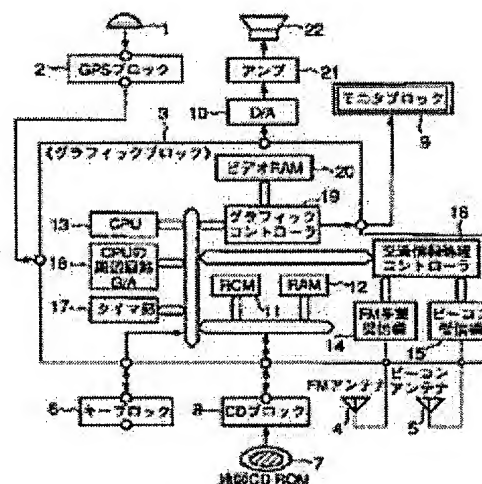 1
22
2
GPSブロック
アンプ
21
10
D/A
モニタブロック
9
3
(グラフィックブロック)
ビデオRAM
20
19
13
CPU
グラフィック
コントローラ
18
CPUの
周辺回路
D/A
16
交通情報処理
コントローラ
17
タイマ部
ROM
RAM
12
11
FM多重
受信機
14
ビーコン
受信機
15
FMアンテナ
ビーコン
アンテナ
4
5
6
キーブロック
8
CDブロック
7
CD ROM